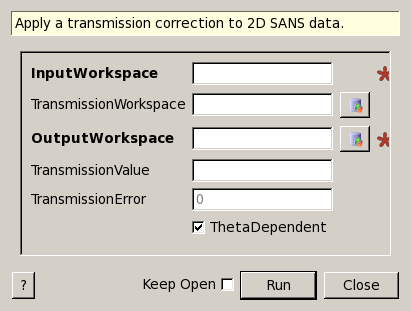 Apply a transmission correction to 2D SANS data.
InputWorkspace
TransmissionWorkspace
OutputWorkspace
TransmissionValue
TransmissionError 0
ThetaDependent
? Keep Open Run Close